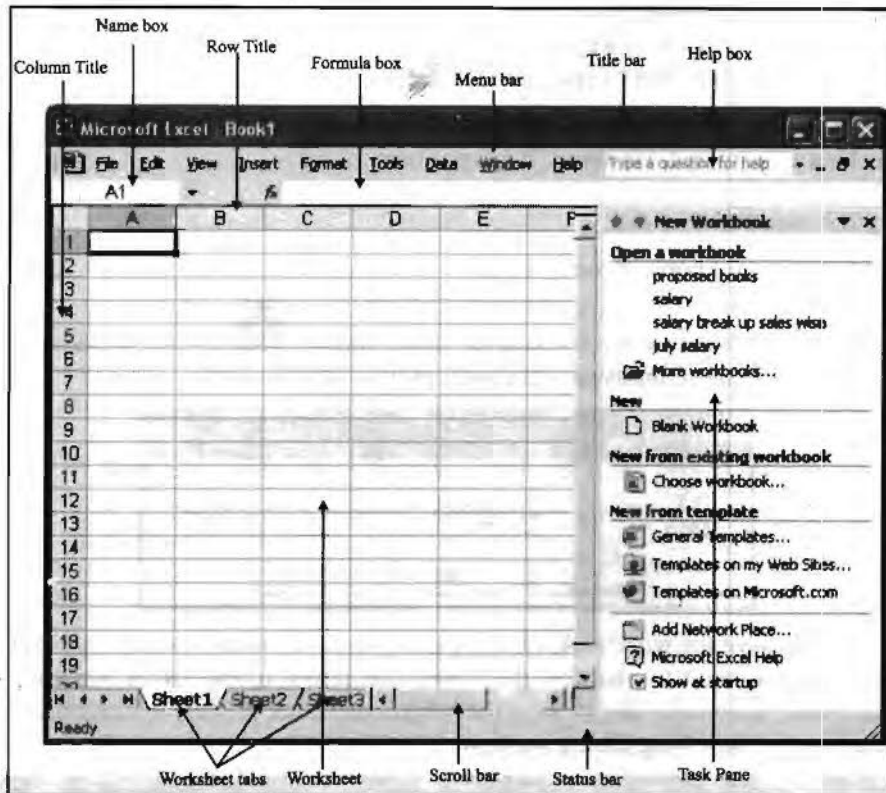 Name box
Row Title
Column Title
Formula box
Menu bar
Title bar
Help box
Microsoft Excel - Book1
File Edit View Insert Format Tools Data Window Help Type a question for help
A1 fx
A B C D E F
New Workbook
1
2
3
4
5
6
7
8
9
10
11
12
13
14
15
16
17
18
19
20
Open a workbook
proposed books
salary
salary break up sales wise
july salary
More workbooks...
New
Blank Workbook
New from existing workbook
Choose workbook...
New from template
General Templates...
Templates on my Web Sites...
Templates on Microsoft.com
Add Network Place...
Microsoft Excel Help
Show at startup
Sheet1 Sheet2 Sheet3
Ready
Worksheet tabs Worksheet Scroll bar Status bar Task Pane